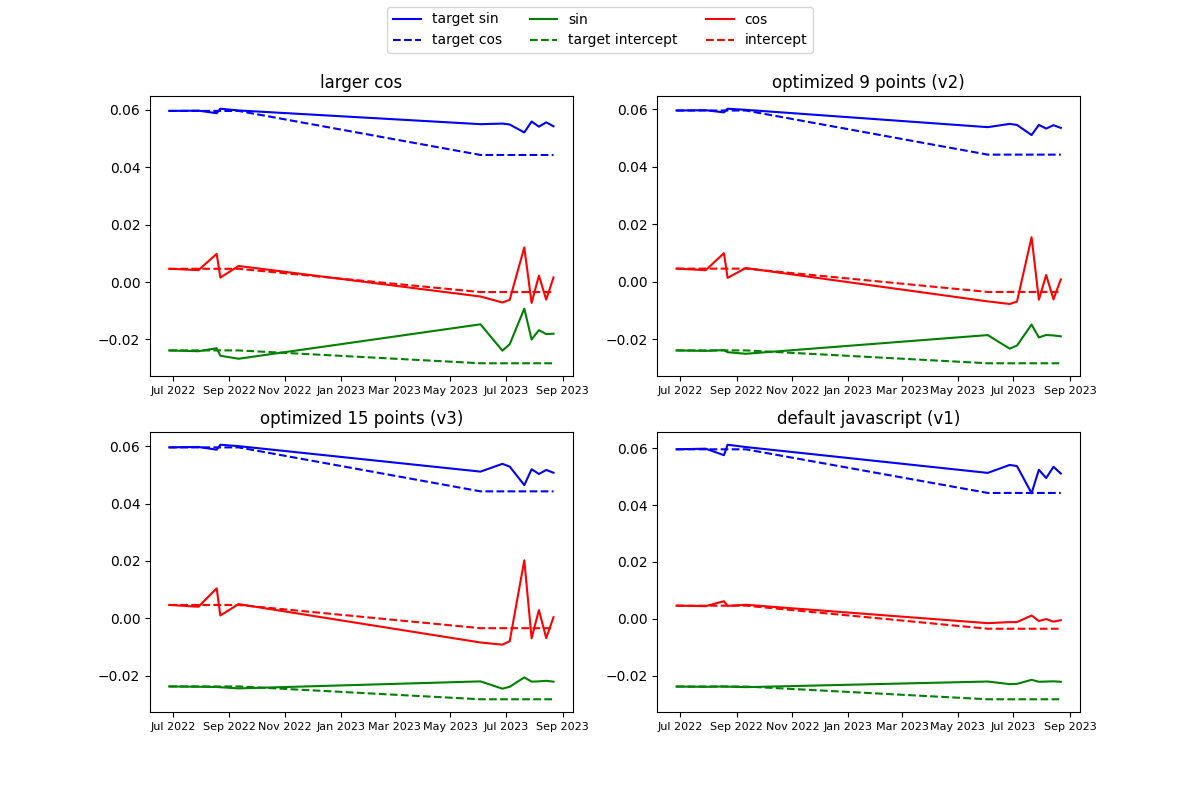 target sin sin cos
target cos target intercept intercept
larger cos
0.06
0.04
0.02
0.00
−0.02
Jul 2022 Sep 2022 Nov 2022 Jan 2023 Mar 2023 May 2023 Jul 2023 Sep 2023
optimized 9 points (v2)
0.06
0.04
0.02
0.00
−0.02
Jul 2022 Sep 2022 Nov 2022 Jan 2023 Mar 2023 May 2023 Jul 2023 Sep 2023
optimized 15 points (v3)
0.06
0.04
0.02
0.00
−0.02
Jul 2022 Sep 2022 Nov 2022 Jan 2023 Mar 2023 May 2023 Jul 2023 Sep 2023
default javascript (v1)
0.06
0.04
0.02
0.00
−0.02
Jul 2022 Sep 2022 Nov 2022 Jan 2023 Mar 2023 May 2023 Jul 2023 Sep 2023